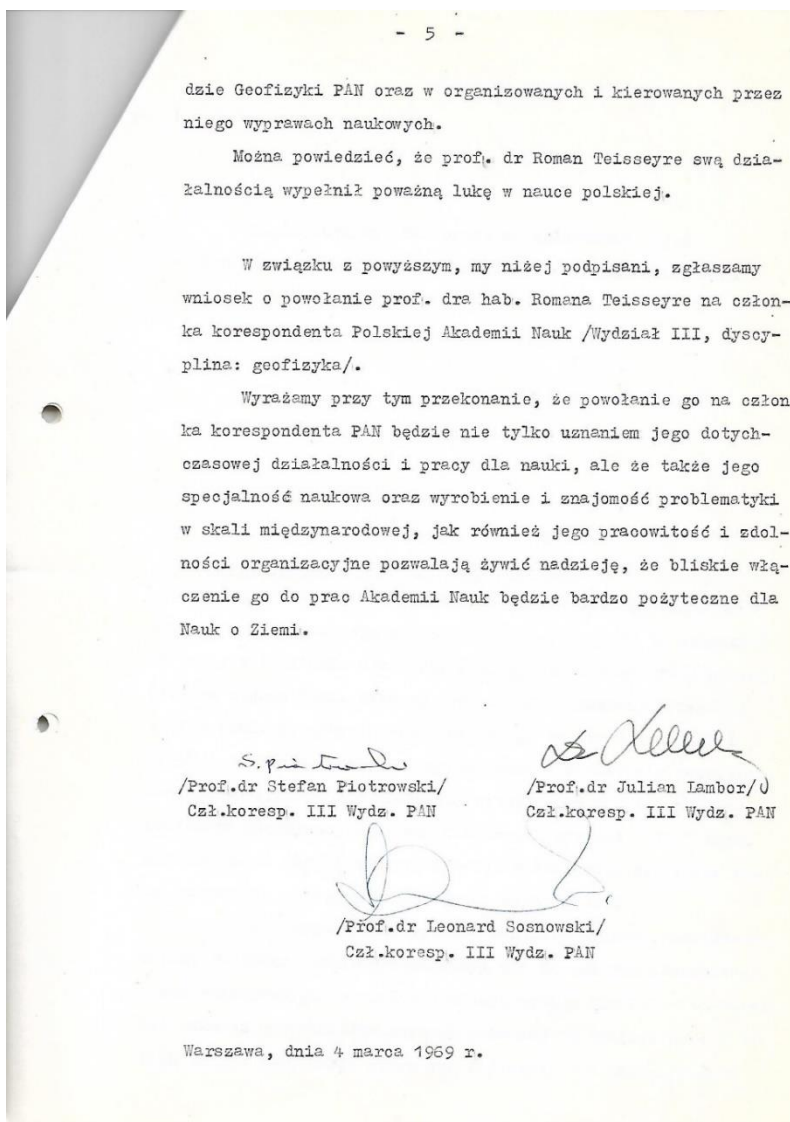 - 5 -
dzie Geofizyki PAN oraz w organizowanych i kierowanych przez
niego wyprawach naukowych.
Można powiedzieć, że prof. dr Roman Teisseyre swą dzia-
łalnością wypełnił poważną lukę w nauce polskiej.
W związku z powyższym, my niżej podpisani, zgłaszamy
wniosek o powołanie prof. dra hab. Romana Teisseyre na człon-
ka korespondenta Polskiej Akademii Nauk /Wydział III, dyscy-
plina: geofizyka/.
Wyrażamy przy tym przekonanie, że powołanie go na człon
ka korespondenta PAN będzie nie tylko uznaniem jego dotych-
czasowej działalności i pracy dla nauki, ale że także jego
specjalność naukowa oraz wyrobienie i znajomość problematyki
w skali międzynarodowej, jak również jego pracowitość i zdol-
ności organizacyjne pozwalają żywić nadzieję, że bliskie włą-
czenie go do prac Akademii Nauk będzie bardzo pożyteczne dla
Nauk o Ziemi.
S. Piotrowski
/Prof.dr Stefan Piotrowski/ /Prof.dr Julian Lambor/
Czł.koresp. III Wydz. PAN Czł.koresp. III Wydz. PAN
/Prof.dr Leonard Sosnowski/
Czł.koresp. III Wydz. PAN
Warszawa, dnia 4 marca 1969 r.